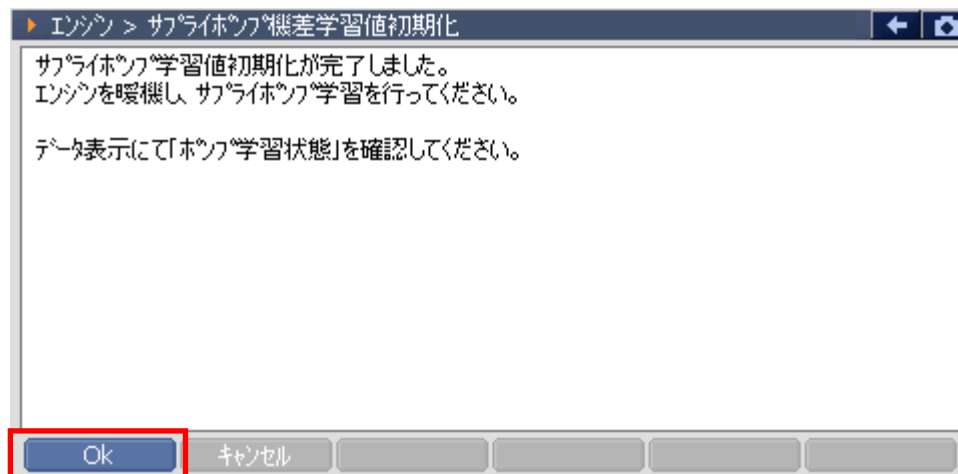 エンジン > サプライポンプ機差学習値初期化
サプライポンプ学習値初期化が完了しました。
エンジンを暖機し、サプライポンプ学習を行ってください。
データ表示にて「ポンプ学習状態」を確認してください。
Ok キャンセル